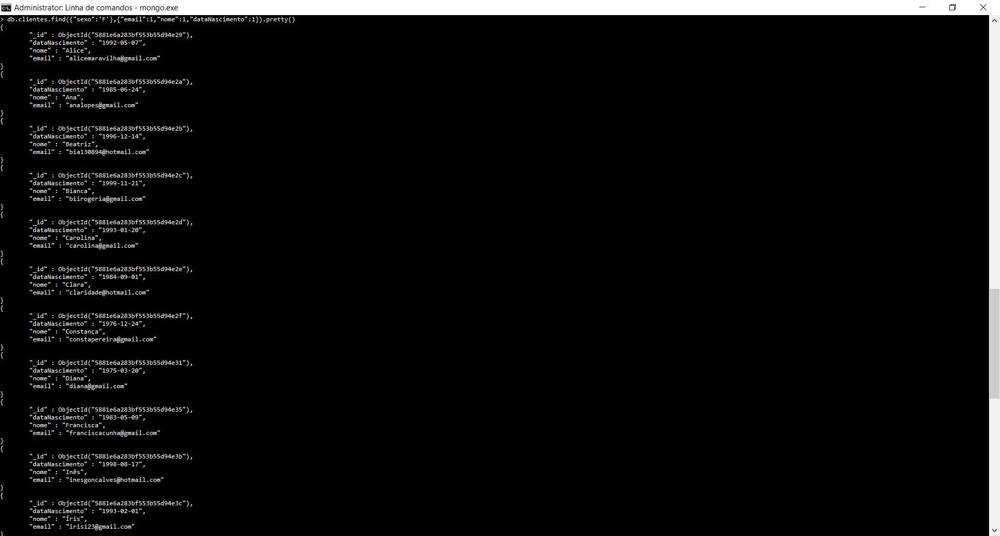 Administrator: Linha de comandos - mongo.exe
> db.clientes.find({"sexo":'F'},{"email":1,"nome":1,"dataNascimento":1}).pretty()
{
"_id" : ObjectId("5881e6a283bf553b55d94e29"),
"dataNascimento" : "1992-05-07",
"nome" : "Alice",
"email" : "alicemaravilha@gmail.com"
}
{
"_id" : ObjectId("5881e6a283bf553b55d94e2a"),
"dataNascimento" : "1985-06-24",
"nome" : "Ana",
"email" : "analopes@gmail.com"
}
{
"_id" : ObjectId("5881e6a283bf553b55d94e2b"),
"dataNascimento" : "1996-12-14",
"nome" : "Beatriz",
"email" : "bia130894@hotmail.com"
}
{
"_id" : ObjectId("5881e6a283bf553b55d94e2c"),
"dataNascimento" : "1999-11-21",
"nome" : "Bianca",
"email" : "biirogeria@gmail.com"
}
{
"_id" : ObjectId("5881e6a283bf553b55d94e2d"),
"dataNascimento" : "1993-01-20",
"nome" : "Carolina",
"email" : "carolina@gmail.com"
}
{
"_id" : ObjectId("5881e6a283bf553b55d94e2e"),
"dataNascimento" : "1984-09-01",
"nome" : "Clara",
"email" : "claridade@hotmail.com"
}
{
"_id" : ObjectId("5881e6a283bf553b55d94e2f"),
"dataNascimento" : "1976-12-24",
"nome" : "Constança",
"email" : "constapereira@gmail.com"
}
{
"_id" : ObjectId("5881e6a283bf553b55d94e31"),
"dataNascimento" : "1975-03-20",
"nome" : "Diana",
"email" : "diana@gmail.com"
}
{
"_id" : ObjectId("5881e6a283bf553b55d94e35"),
"dataNascimento" : "1983-05-09",
"nome" : "Francisca",
"email" : "franciscacunha@gmail.com"
}
{
"_id" : ObjectId("5881e6a283bf553b55d94e3b"),
"dataNascimento" : "1998-08-17",
"nome" : "Inês",
"email" : "inesgoncalves@hotmail.com"
}
{
"_id" : ObjectId("5881e6a283bf553b55d94e3c"),
"dataNascimento" : "1993-02-01",
"nome" : "Íris",
"email" : "iris123@gmail.com"
}